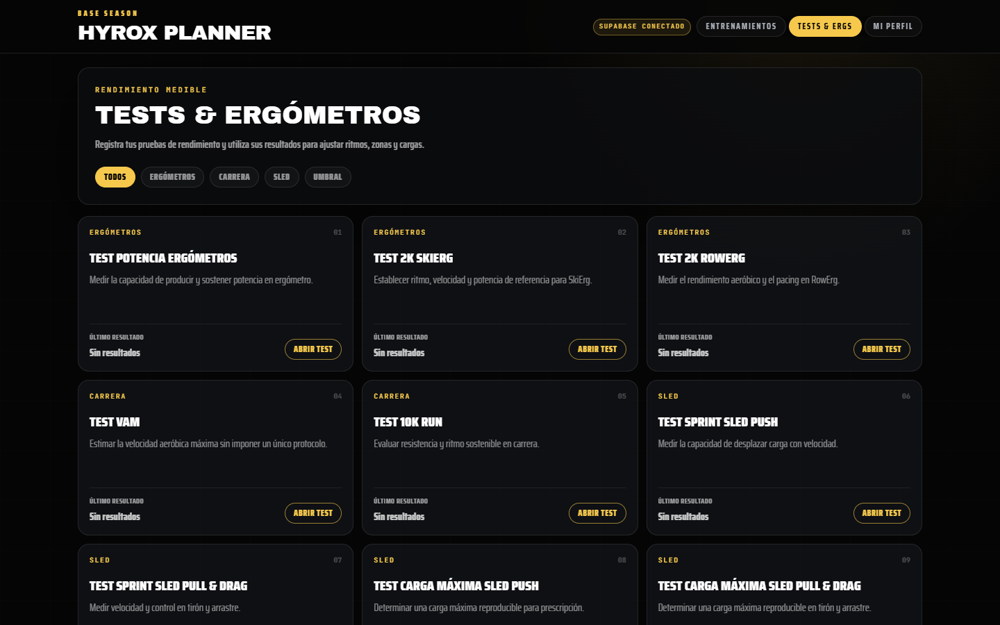 BASE SEASON
HYROX PLANNER
SUPABASE CONECTADO
ENTRENAMIENTOS
TESTS & ERGS
MI PERFIL
RENDIMIENTO MEDIBLE
TESTS & ERGÓMETROS
Registra tus pruebas de rendimiento y utiliza sus resultados para ajustar ritmos, zonas y cargas.
TODOS
ERGÓMETROS
CARRERA
SLED
UMBRAL
ERGÓMETROS 01
TEST POTENCIA ERGÓMETROS
Medir la capacidad de producir y sostener potencia en ergómetro.
ÚLTIMO RESULTADO
Sin resultados
ABRIR TEST
ERGÓMETROS 02
TEST 2K SKIERG
Establecer ritmo, velocidad y potencia de referencia para SkiErg.
ÚLTIMO RESULTADO
Sin resultados
ABRIR TEST
ERGÓMETROS 03
TEST 2K ROWERG
Medir el rendimiento aeróbico y el pacing en RowErg.
ÚLTIMO RESULTADO
Sin resultados
ABRIR TEST
CARRERA 04
TEST VAM
Estimar la velocidad aeróbica máxima sin imponer un único protocolo.
ÚLTIMO RESULTADO
Sin resultados
ABRIR TEST
CARRERA 05
TEST 10K RUN
Evaluar resistencia y ritmo sostenible en carrera.
ÚLTIMO RESULTADO
Sin resultados
ABRIR TEST
SLED 06
TEST SPRINT SLED PUSH
Medir la capacidad de desplazar carga con velocidad.
ÚLTIMO RESULTADO
Sin resultados
ABRIR TEST
SLED 07
TEST SPRINT SLED PULL & DRAG
Medir velocidad y control en tirón y arrastre.
SLED 08
TEST CARGA MÁXIMA SLED PUSH
Determinar una carga máxima reproducible para prescripción.
SLED 09
TEST CARGA MÁXIMA SLED PULL & DRAG
Determinar una carga máxima reproducible en tirón y arrastre.